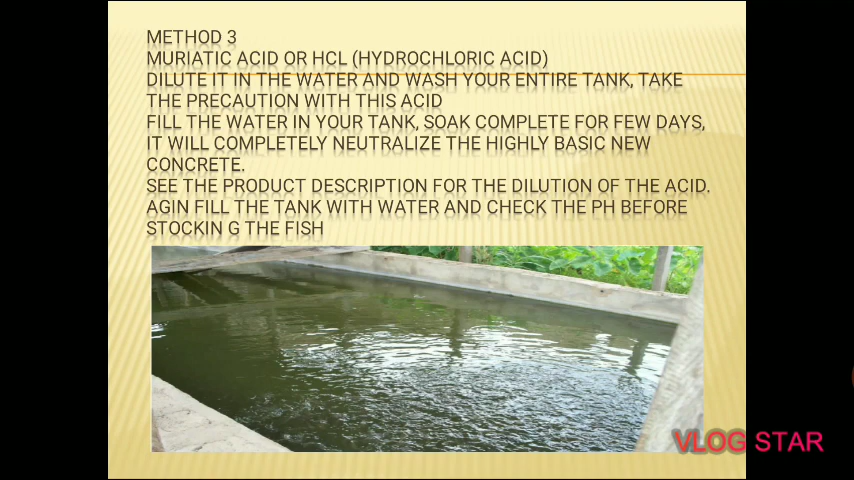 METHOD 3
MURIATIC ACID OR HCL (HYDROCHLORIC ACID)
DILUTE IT IN THE WATER AND WASH YOUR ENTIRE TANK, TAKE
THE PRECAUTION WITH THIS ACID
FILL THE WATER IN YOUR TANK, SOAK COMPLETE FOR FEW DAYS,
IT WILL COMPLETELY NEUTRALIZE THE HIGHLY BASIC NEW
CONCRETE.
SEE THE PRODUCT DESCRIPTION FOR THE DILUTION OF THE ACID.
AGIN FILL THE TANK WITH WATER AND CHECK THE PH BEFORE
STOCKIN G THE FISH
VLOG STAR